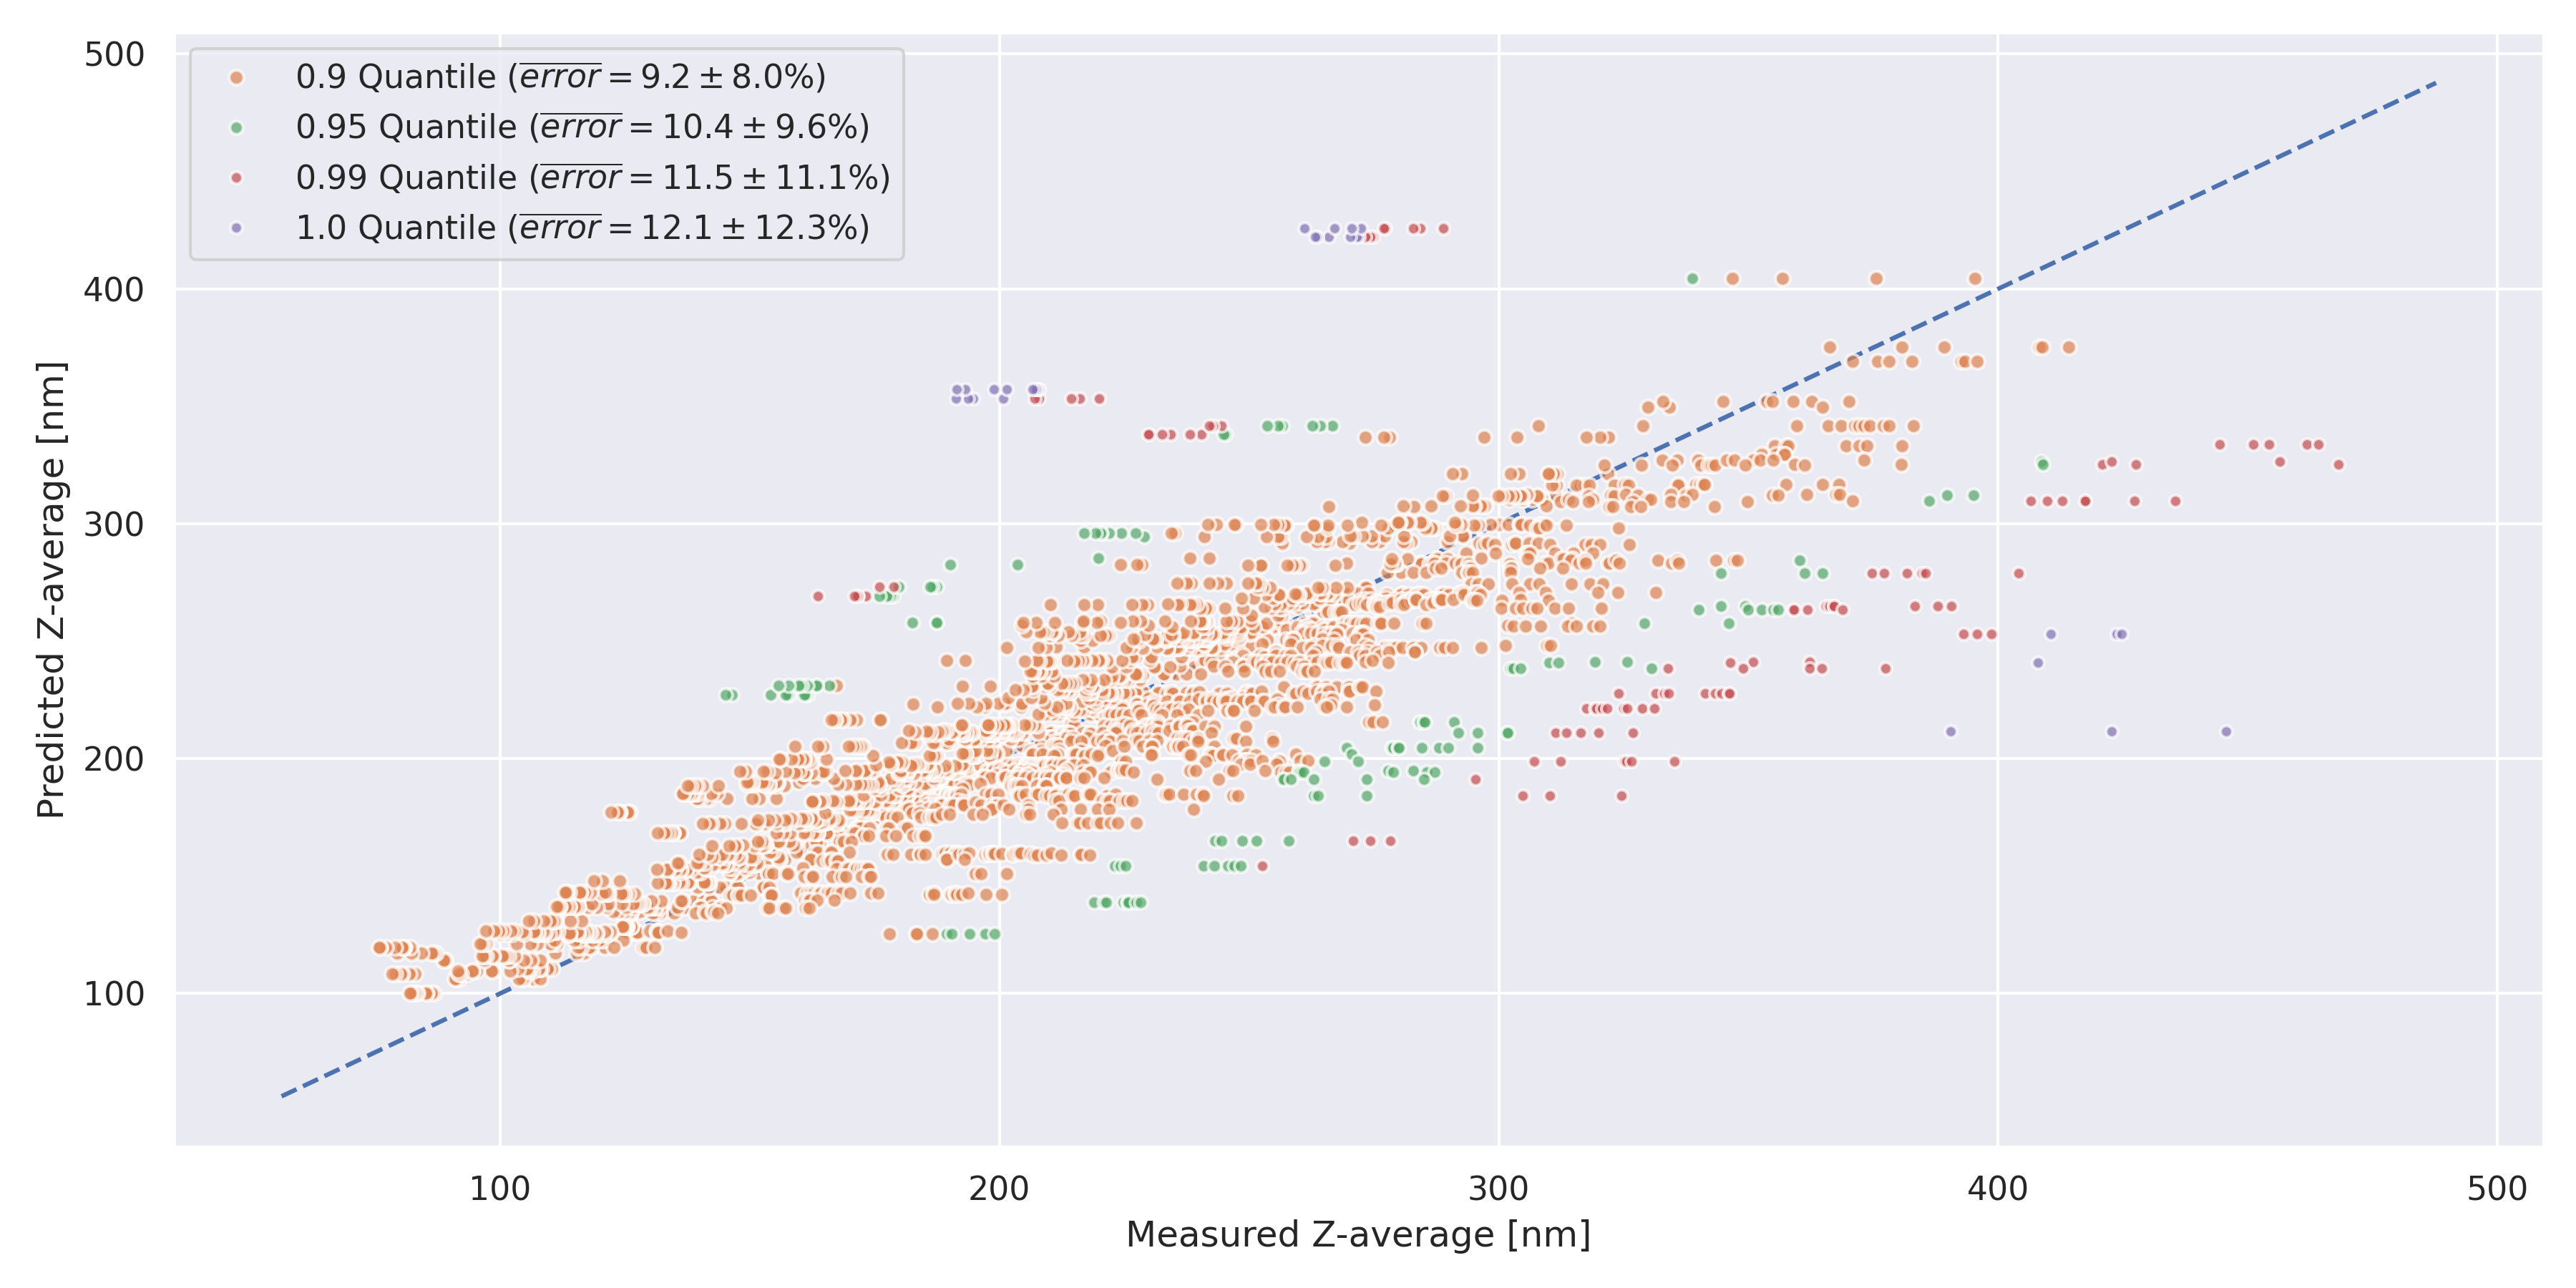 0.9 Quantile (error = 9.2 ± 8.0%)
0.95 Quantile (error = 10.4 ± 9.6%)
0.99 Quantile (error = 11.5 ± 11.1%)
1.0 Quantile (error = 12.1 ± 12.3%)
500
400
300
200
100
Predicted Z-average [nm]
100 200 300 400 500
Measured Z-average [nm]